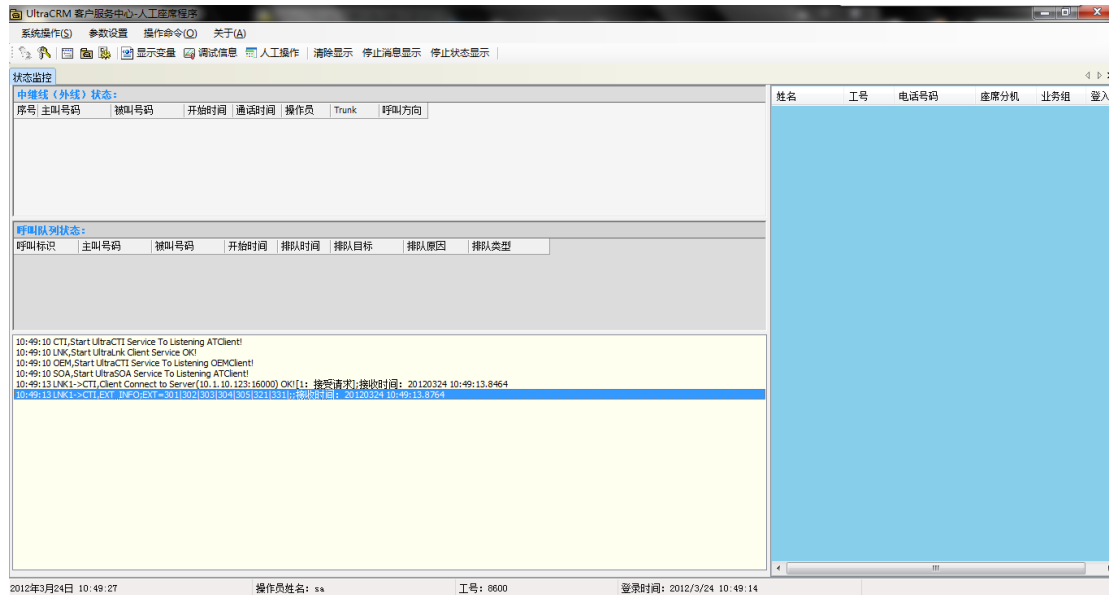 UltraCRM 客户服务中心-人工座席程序
系统操作(S) 参数设置 操作命令(O) 关于(A)
显示变量 调试信息 人工操作 清除显示 停止消息显示 停止状态显示
状态监控
中继线（外线）状态：
序号 主叫号码 被叫号码 开始时间 通话时间 操作员 Trunk 呼叫方向
姓名 工号 电话号码 座席分机 业务组 登入
呼叫队列状态：
呼叫标识 主叫号码 被叫号码 开始时间 排队时间 排队目标 排队原因 排队类型
10:49:10 CTI,Start UltraCTI Service To Listening ATClient!
10:49:10 LNK,Start UltraLnk Client Service OK!
10:49:10 OEM,Start UltraCTI Service To Listening OEMClient!
10:49:10 SOA,Start UltraSOA Service To Listening ATClient!
10:49:13 LNK1->CTI,Client Connect to Server(10.1.10.123:16000) OK![1: 接受请求];接收时间：20120324 10:49:13.8464
10:49:13 LNK1->CTI,EXT_INFO;EXT=301|302|303|304|305|321|331|;;接收时间：20120324 10:49:13.8764
2012年3月24日 10:49:27 操作员姓名：sa 工号：8600 登录时间：2012/3/24 10:49:14